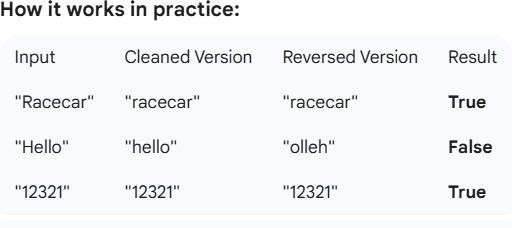 How it works in practice:
Input Cleaned Version Reversed Version Result
"Racecar" "racecar" "racecar" True
"Hello" "hello" "olleh" False
"12321" "12321" "12321" True